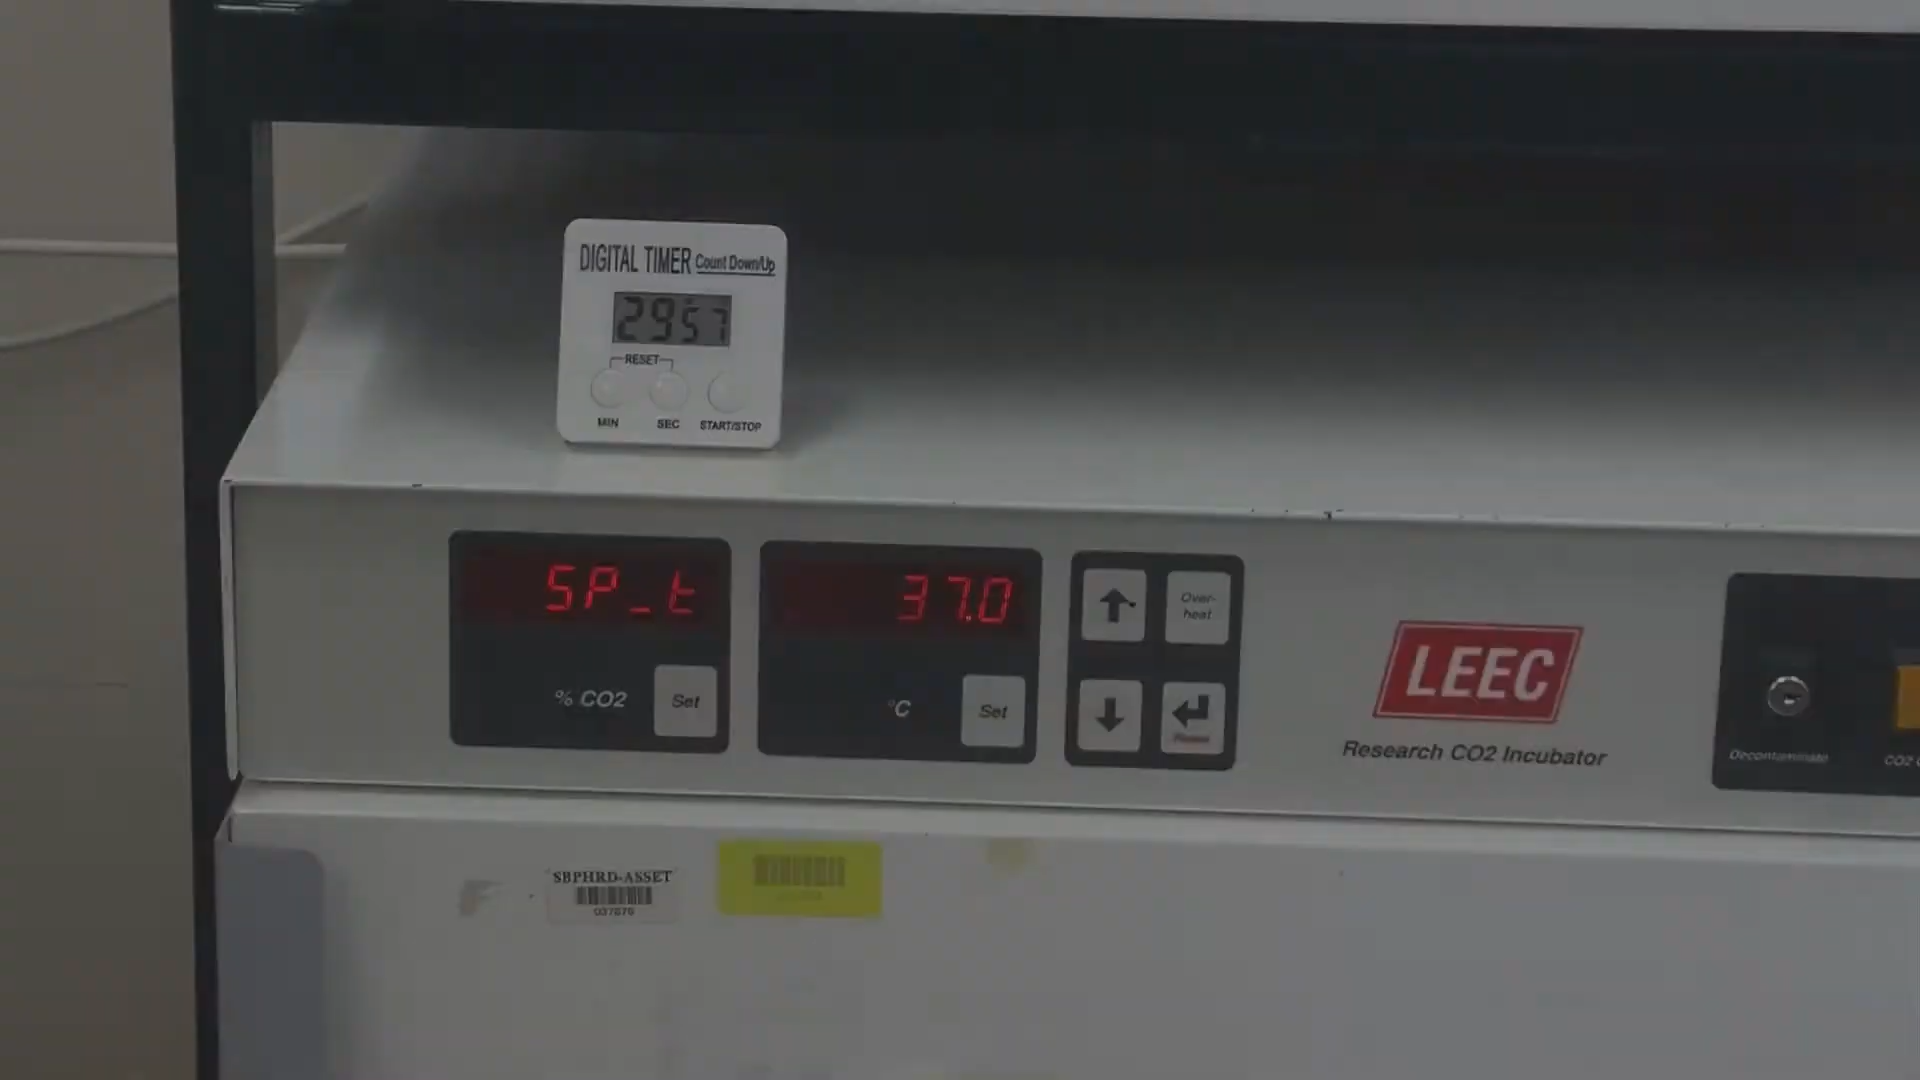 DIGITAL TIMER Count Down/Up
29 57
RESET
MIN SEC START/STOP
SP_t
37.0
Over-
heat
% CO2
Set
°C
Set
LEEC
Research CO2 Incubator
Decontaminate
CO2
SBPHRD-ASSET